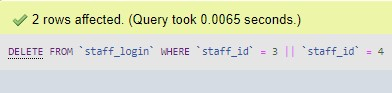 2 rows affected. (Query took 0.0065 seconds.)
DELETE FROM `staff_login` WHERE `staff_id` = 3 || `staff_id` = 4